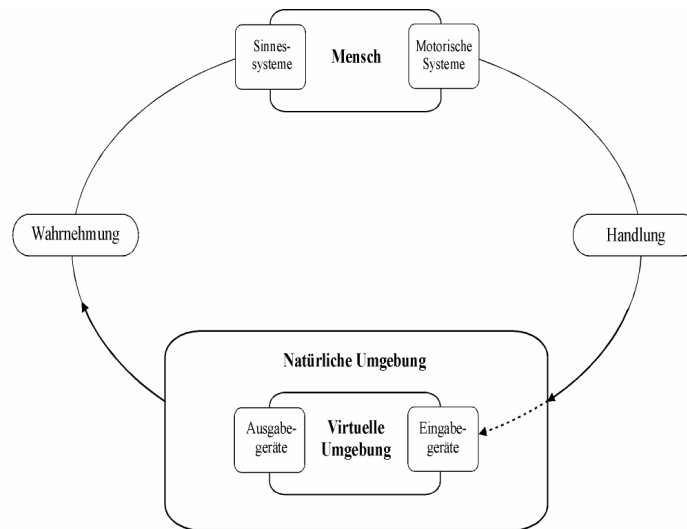 Sinnes-
systeme
Mensch
Motorische
Systeme
Wahrnehmung
Handlung
Natürliche Umgebung
Ausgabe-
geräte
Virtuelle
Umgebung
Eingabe-
geräte